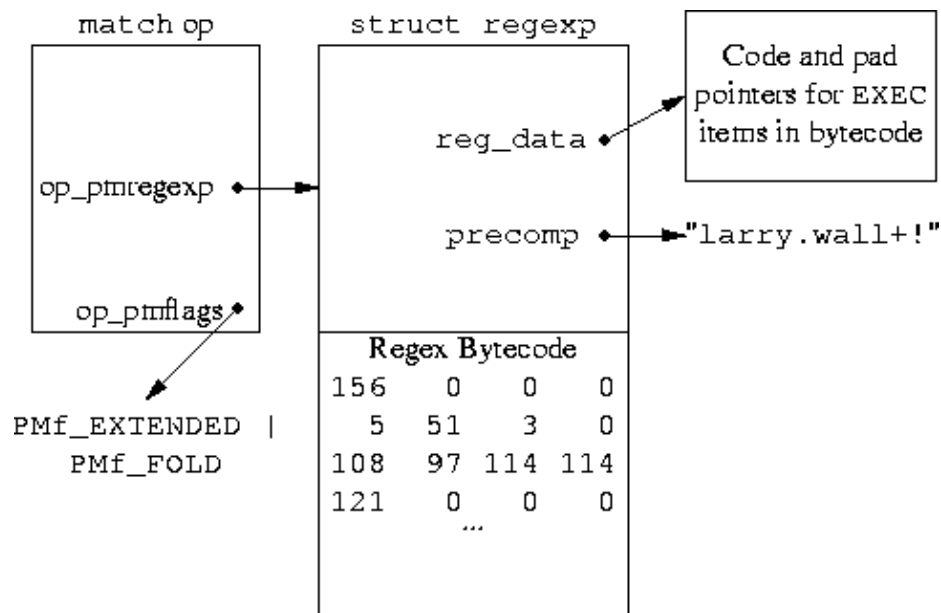 match op
struct regexp
Code and pad
pointers for EXEC
items in bytecode
reg_data
op_pmregexp
precomp
"larry.wall+!"
op_pmflags
PMf_EXTENDED |
PMf_FOLD
Regex Bytecode
156 0 0 0
5 51 3 0
108 97 114 114
121 0 0 0
...